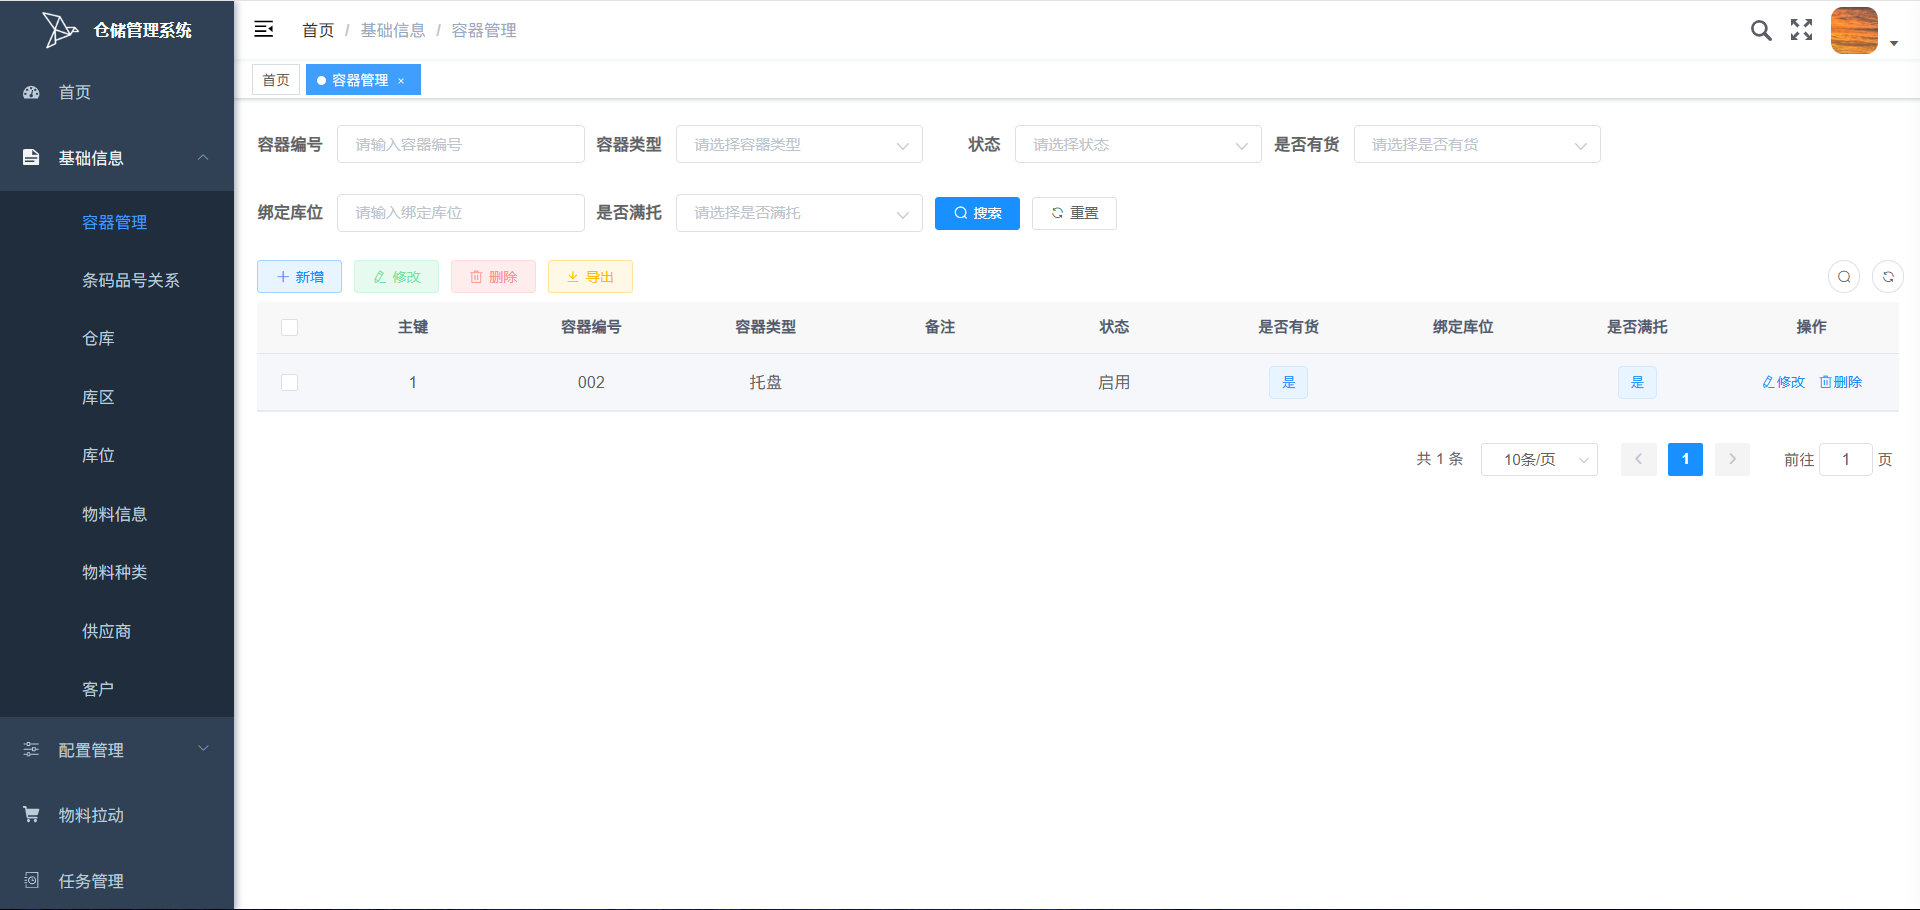 仓储管理系统
首页
基础信息
容器管理
条码品号关系
仓库
库区
库位
物料信息
物料种类
供应商
客户
配置管理
物料拉动
任务管理
首页 / 基础信息 / 容器管理
首页 容器管理 ×
容器编号 请输入容器编号 容器类型 请选择容器类型 状态 请选择状态 是否有货 请选择是否有货
绑定库位 请输入绑定库位 是否满托 请选择是否满托 搜索 重置
新增 修改 删除 导出
主键 容器编号 容器类型 备注 状态 是否有货 绑定库位 是否满托 操作
1 002 托盘 启用 是 是 修改 删除
共 1 条 10条/页 1 前往 1 页